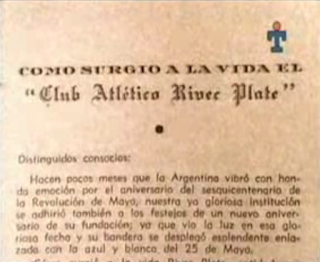 COMO SURGIO A LA VIDA EL
"Club Atlético River Plate"
Distinguidos consocios:
Hacen pocos meses que la Argentina vibró con hon-
da emoción por el aniversario del sesquicentenario de
la Revolución de Mayo, nuestra ya gloriosa institución
se adhirió también a los festejos de un nuevo aniver-
sario de su fundación; ya que vio la luz en esa glo-
riosa fecha y su bandera se desplegó esplendente enla-
zada con la azul y blanca del 25 de Mayo.